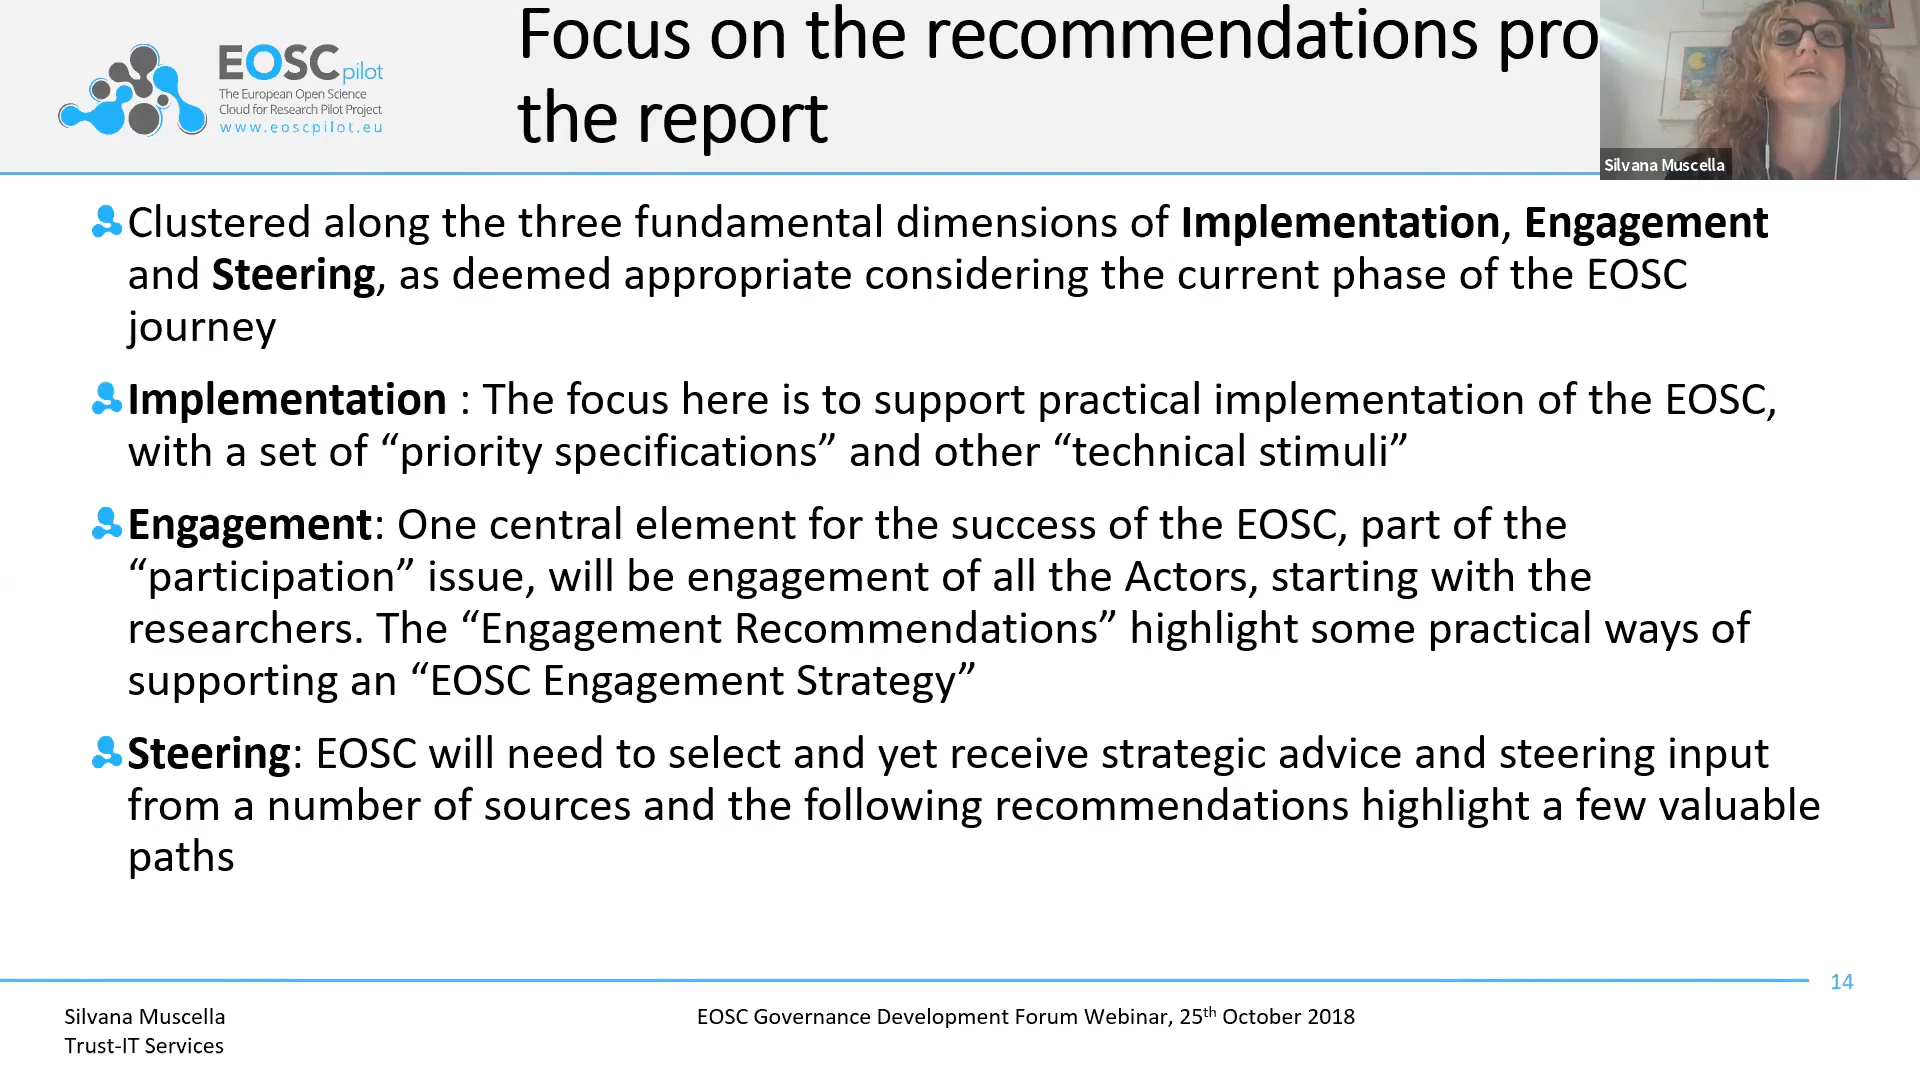 EOSCpilot
The European Open Science
Cloud for Research Pilot Project
www.eoscpilot.eu
Focus on the recommendations pro
the report
Silvana Muscella
Clustered along the three fundamental dimensions of Implementation, Engagement
and Steering, as deemed appropriate considering the current phase of the EOSC
journey
Implementation : The focus here is to support practical implementation of the EOSC,
with a set of “priority specifications” and other “technical stimuli”
Engagement: One central element for the success of the EOSC, part of the
“participation” issue, will be engagement of all the Actors, starting with the
researchers. The “Engagement Recommendations” highlight some practical ways of
supporting an “EOSC Engagement Strategy”
Steering: EOSC will need to select and yet receive strategic advice and steering input
from a number of sources and the following recommendations highlight a few valuable
paths
14
Silvana Muscella
Trust-IT Services
EOSC Governance Development Forum Webinar, 25th October 2018